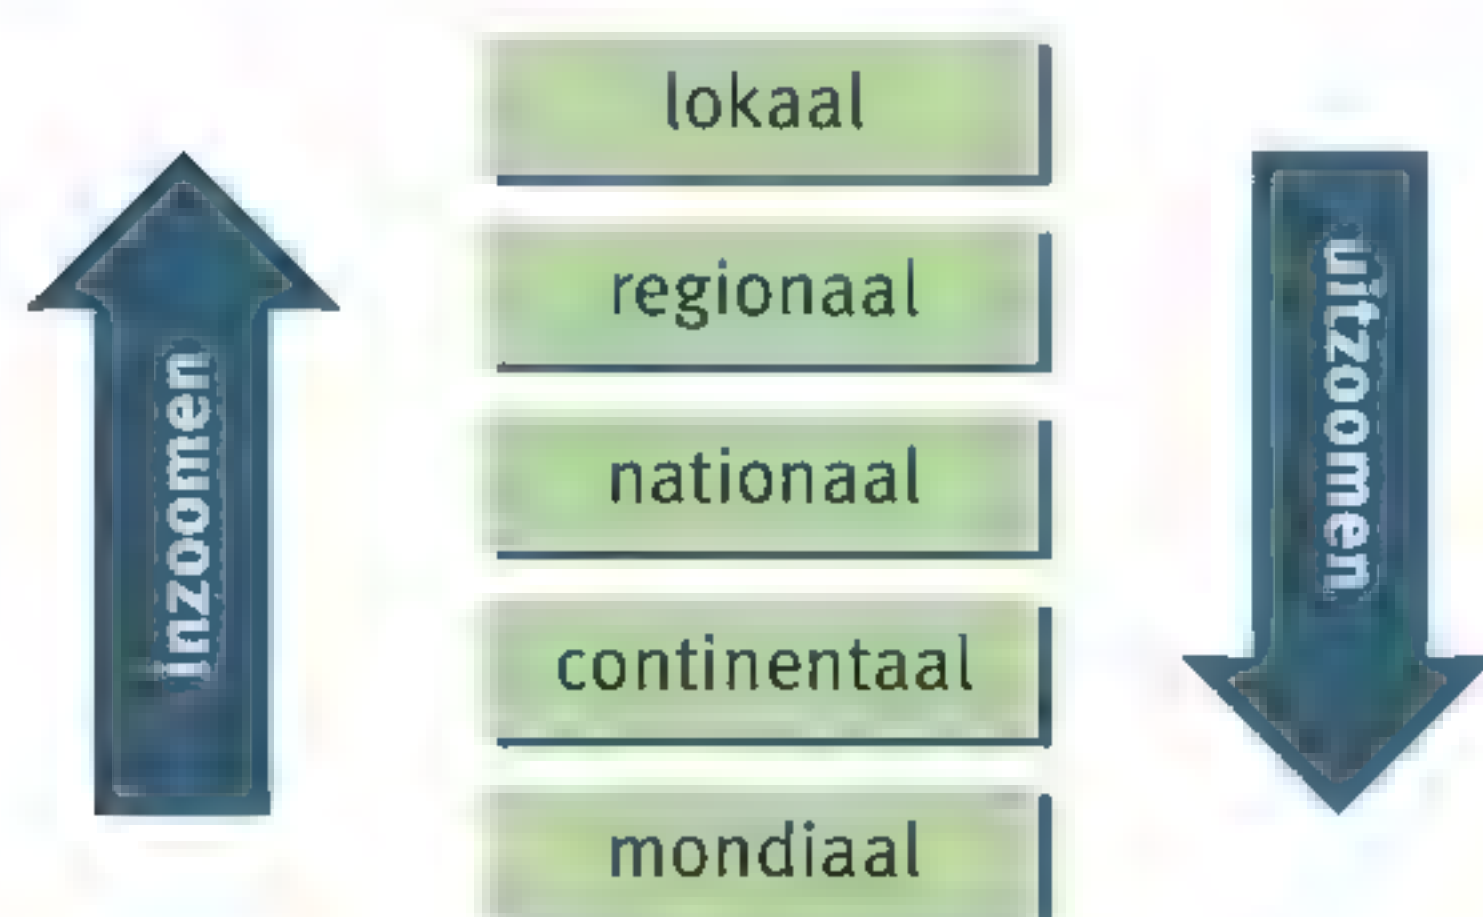 lokaal
regionaal
nationaal
continentaal
mondiaal
inzoomen
uitzoomen